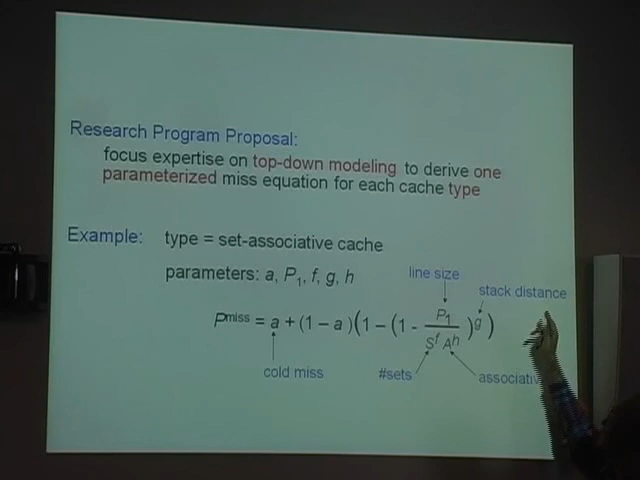 Research Program Proposal:
focus expertise on top-down modeling to derive one
parameterized miss equation for each cache type
Example: type = set-associative cache
parameters: a, P₁, f, g, h
line size
stack distance
Pᵐⁱˢˢ = a + (1 – a)(1 – (1 - P₁ / Sᶠ Aʰ)ᵍ)
cold miss
#sets